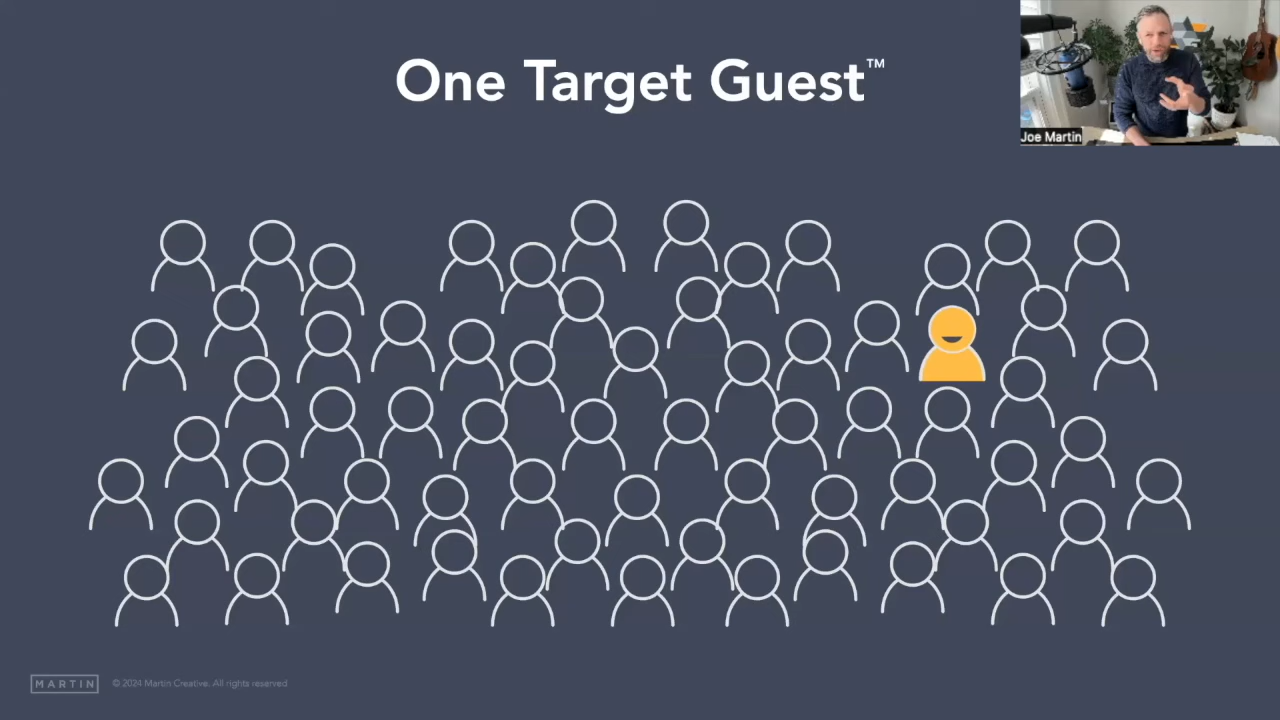 One Target Guest™
Joe Martin
MARTIN
© 2024 Martin Creative. All rights reserved